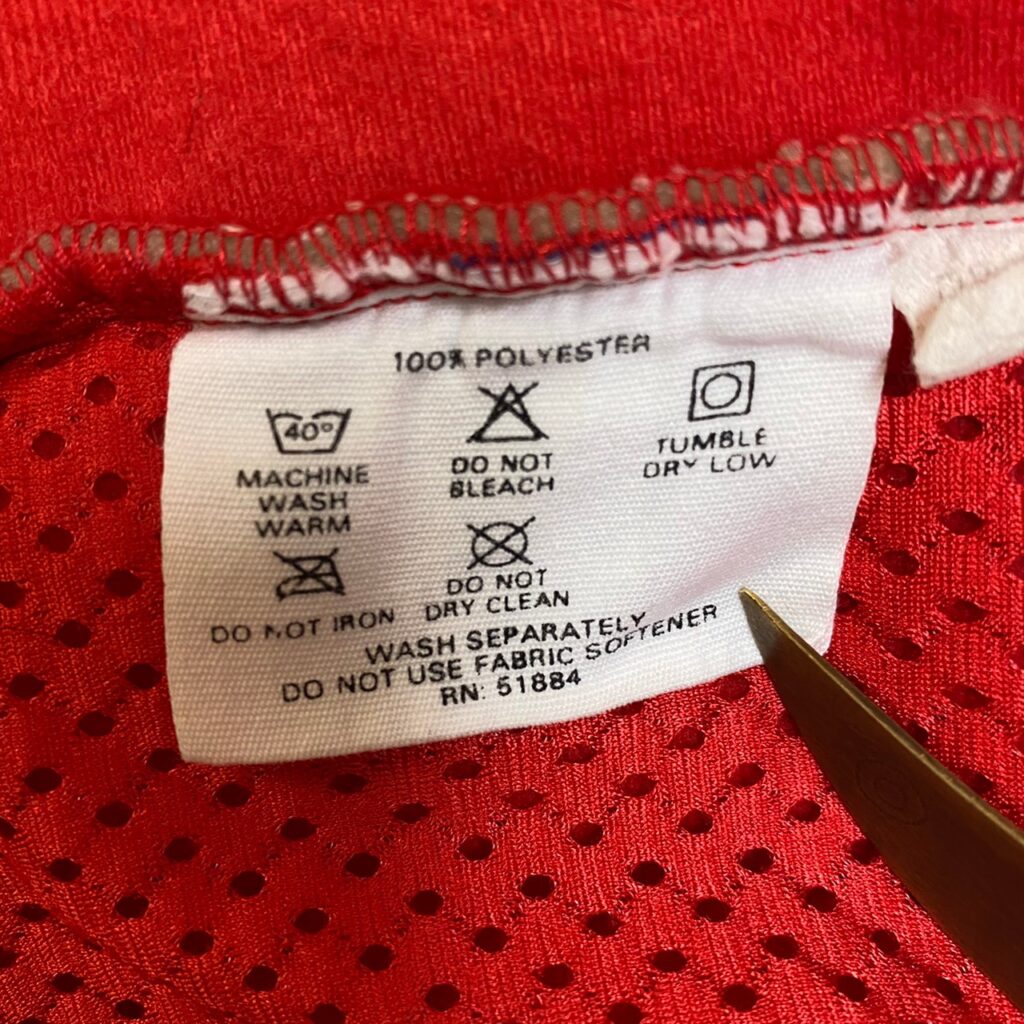 100% POLYESTER
40°
MACHINE
WASH
WARM
DO NOT
BLEACH
TUMBLE
DRY LOW
DO NOT IRON
DO NOT
DRY CLEAN
WASH SEPARATELY
DO NOT USE FABRIC SOFTENER
RN: 51884